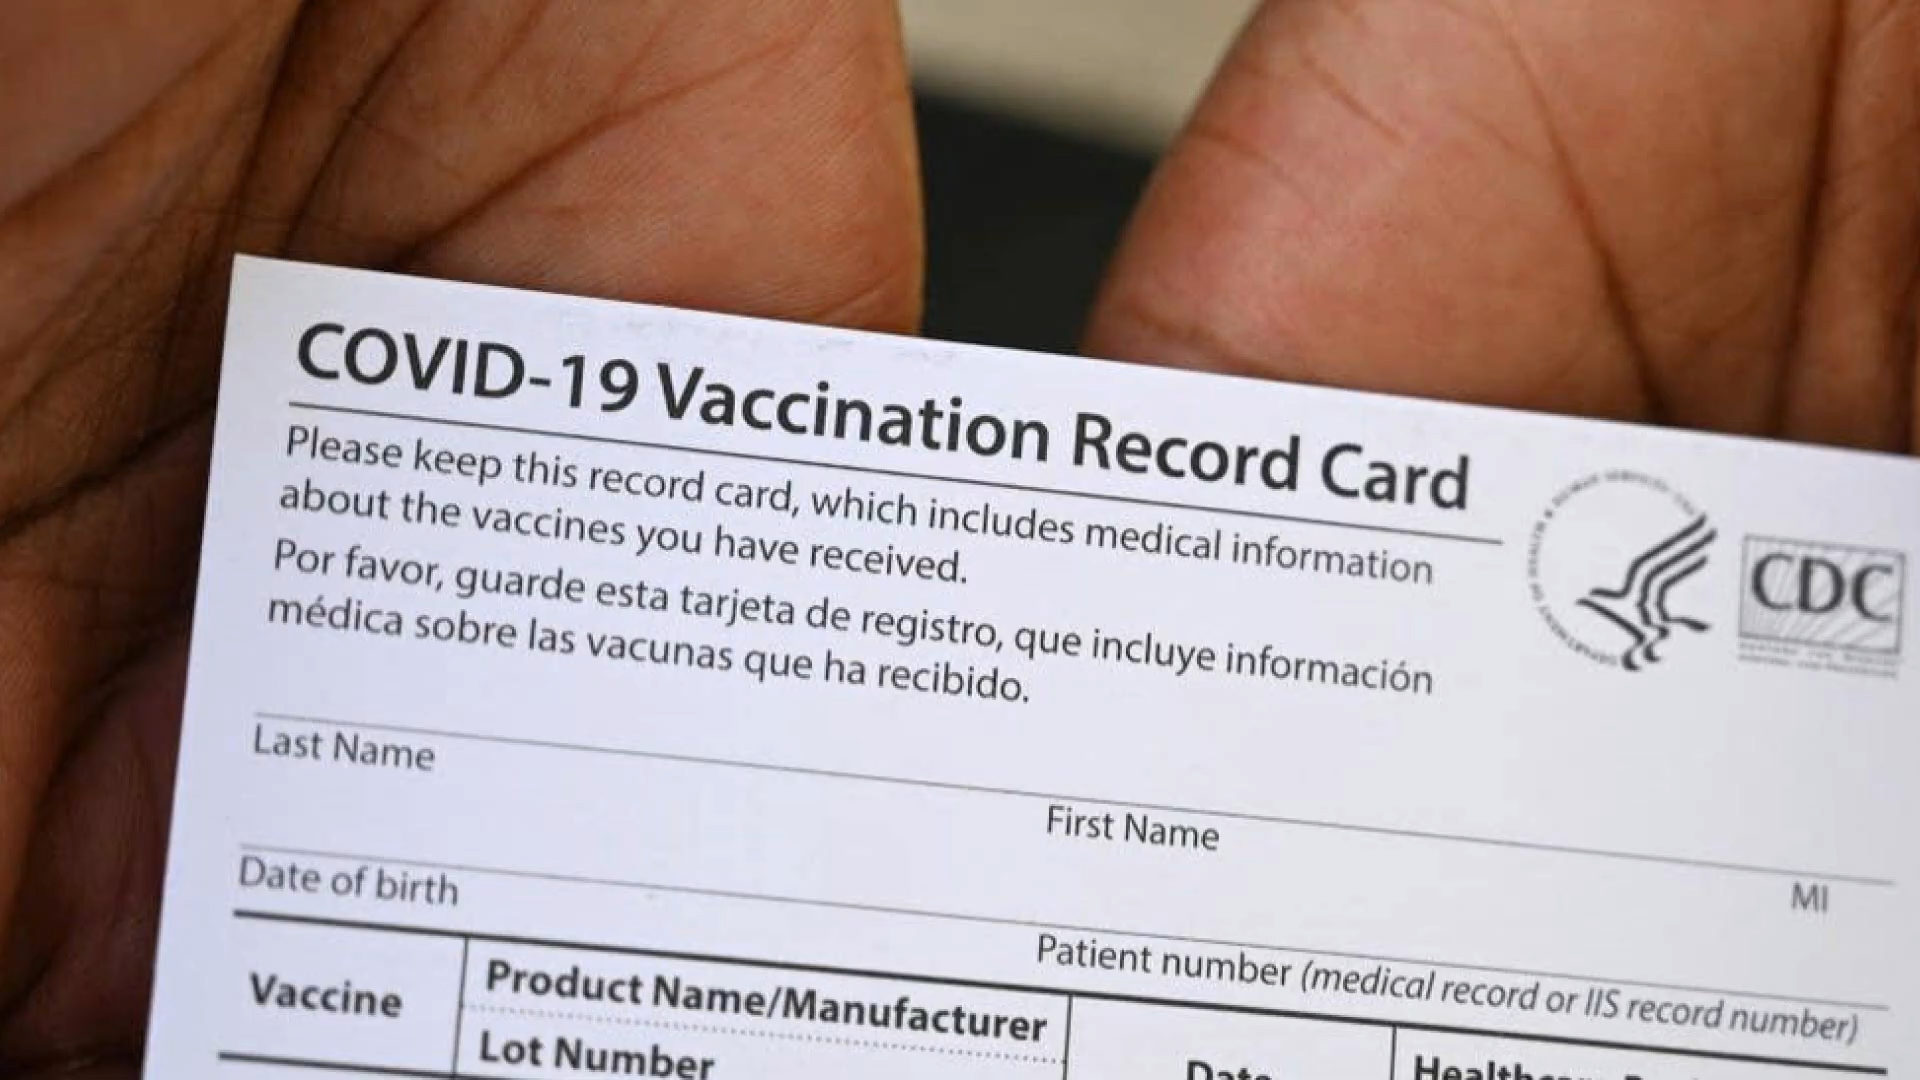 COVID-19 Vaccination Record Card
Please keep this record card, which includes medical information
about the vaccines you have received.
Por favor, guarde esta tarjeta de registro, que incluye información
médica sobre las vacunas que ha recibido.
CDC
Last Name
First Name
MI
Date of birth
Patient number (medical record or IIS record number)
Vaccine
Product Name/Manufacturer
Lot Number
Date